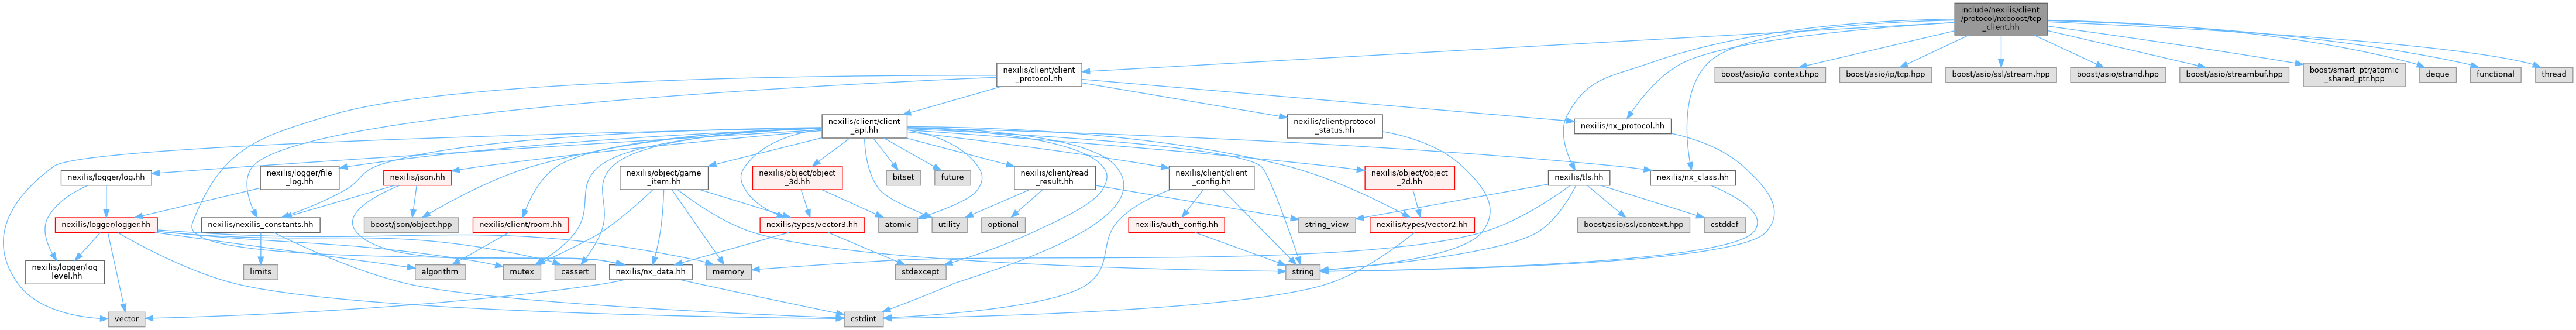 include/nexilis/client
/protocol/nxboost/tcp
_client.hh
nexilis/client/client
_protocol.hh
boost/asio/io_context.hpp
boost/asio/ip/tcp.hpp
boost/asio/ssl/stream.hpp
boost/asio/strand.hpp
boost/asio/streambuf.hpp
boost/smart_ptr/atomic
_shared_ptr.hpp
deque
functional
thread
nexilis/client/client
_api.hh
nexilis/client/protocol
_status.hh
nexilis/nx_protocol.hh
nexilis/logger/log.hh
nexilis/logger/file
_log.hh
nexilis/json.hh
nexilis/object/game
_item.hh
nexilis/object/object
_3d.hh
bitset
future
nexilis/client/read
_result.hh
nexilis/client/client
_config.hh
nexilis/object/object
_2d.hh
nexilis/tls.hh
nexilis/nx_class.hh
nexilis/logger/logger.hh
nexilis/nexilis_constants.hh
boost/json/object.hpp
nexilis/client/room.hh
nexilis/types/vector3.hh
atomic
utility
optional
nexilis/auth_config.hh
string_view
nexilis/types/vector2.hh
boost/asio/ssl/context.hpp
cstddef
nexilis/logger/log
_level.hh
limits
algorithm
mutex
cassert
nexilis/nx_data.hh
memory
stdexcept
string
vector
cstdint